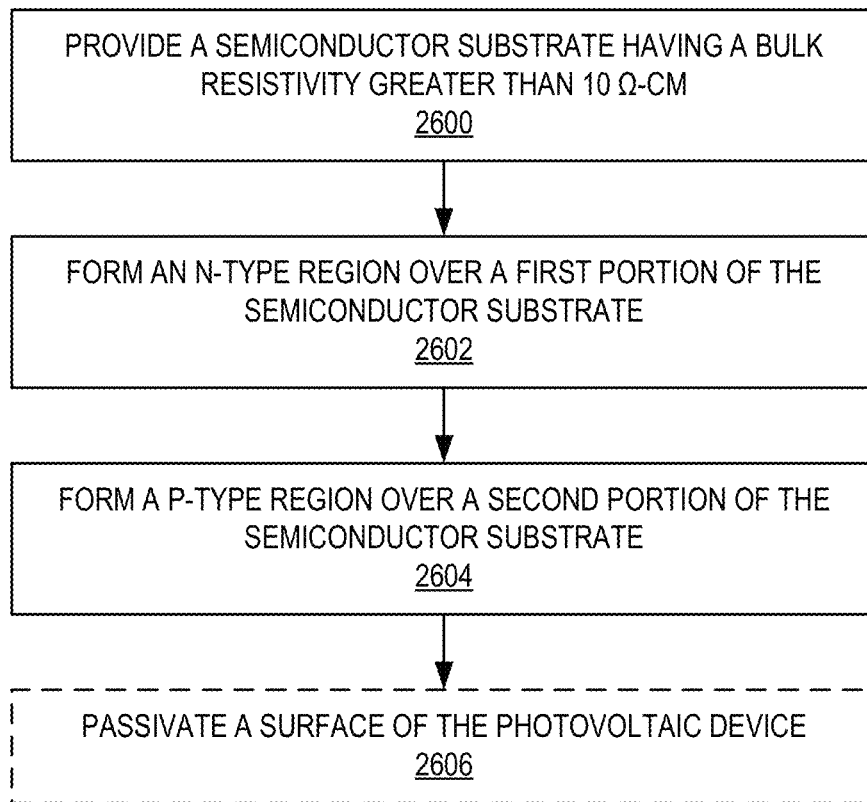 PROVIDE A SEMICONDUCTOR SUBSTRATE HAVING A BULK
RESISTIVITY GREATER THAN 10 Ω-CM
2600
FORM AN N-TYPE REGION OVER A FIRST PORTION OF THE
SEMICONDUCTOR SUBSTRATE
2602
FORM A P-TYPE REGION OVER A SECOND PORTION OF THE
SEMICONDUCTOR SUBSTRATE
2604
PASSIVATE A SURFACE OF THE PHOTOVOLTAIC DEVICE
2606